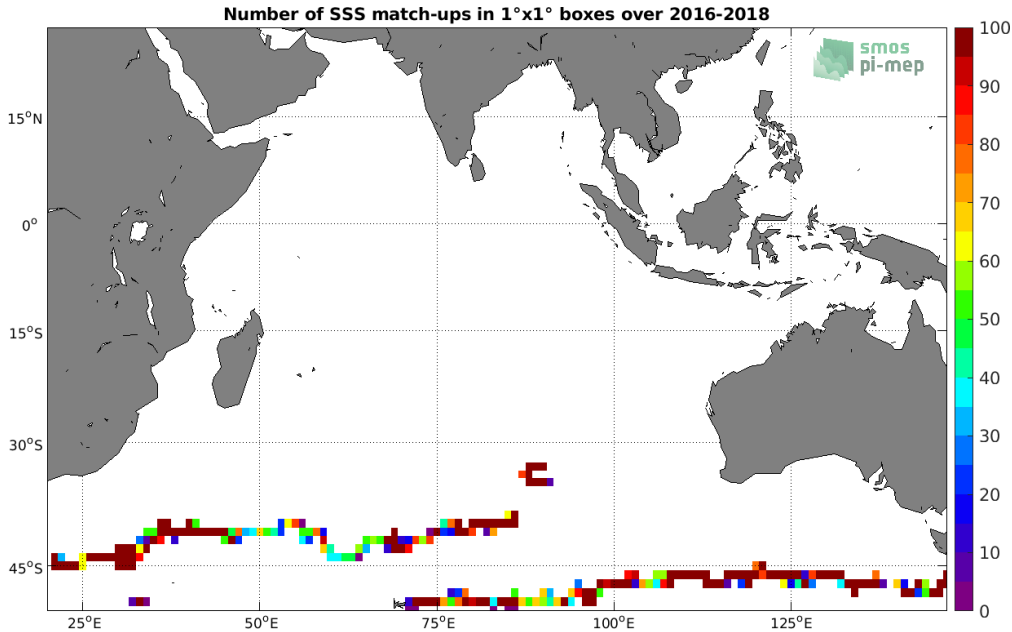 Number of SSS match-ups in 1°x1° boxes over 2016-2018
smos
pi-mep
15°N
0°
15°S
30°S
45°S
25°E
50°E
75°E
100°E
125°E
100
90
80
70
60
50
40
30
20
10
0